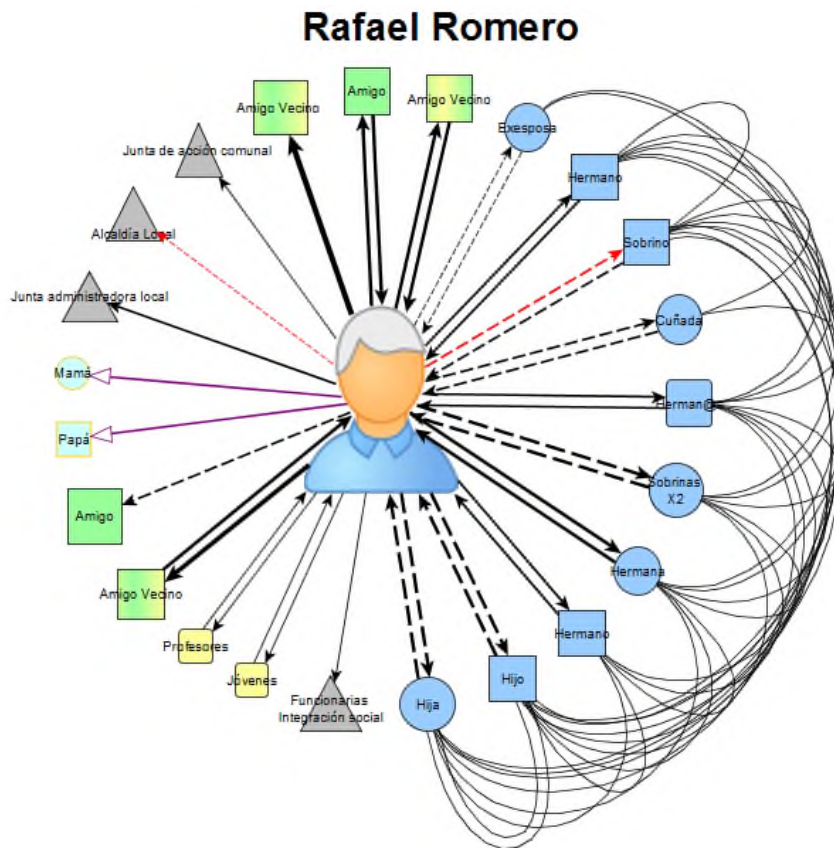 Rafael Romero
Amigo Vecino
Amigo
Amigo Vecino
Exesposa
Junta de acción comunal
Hermano
Alcaldía Local
Sobrino
Junta administradora local
Cuñada
Mamá
Herman@
Papá
Sobrinas
X2
Amigo
Hermana
Amigo Vecino
Hermano
Profesores
Jóvenes
Hijo
Funcionarias
Integración social
Hija